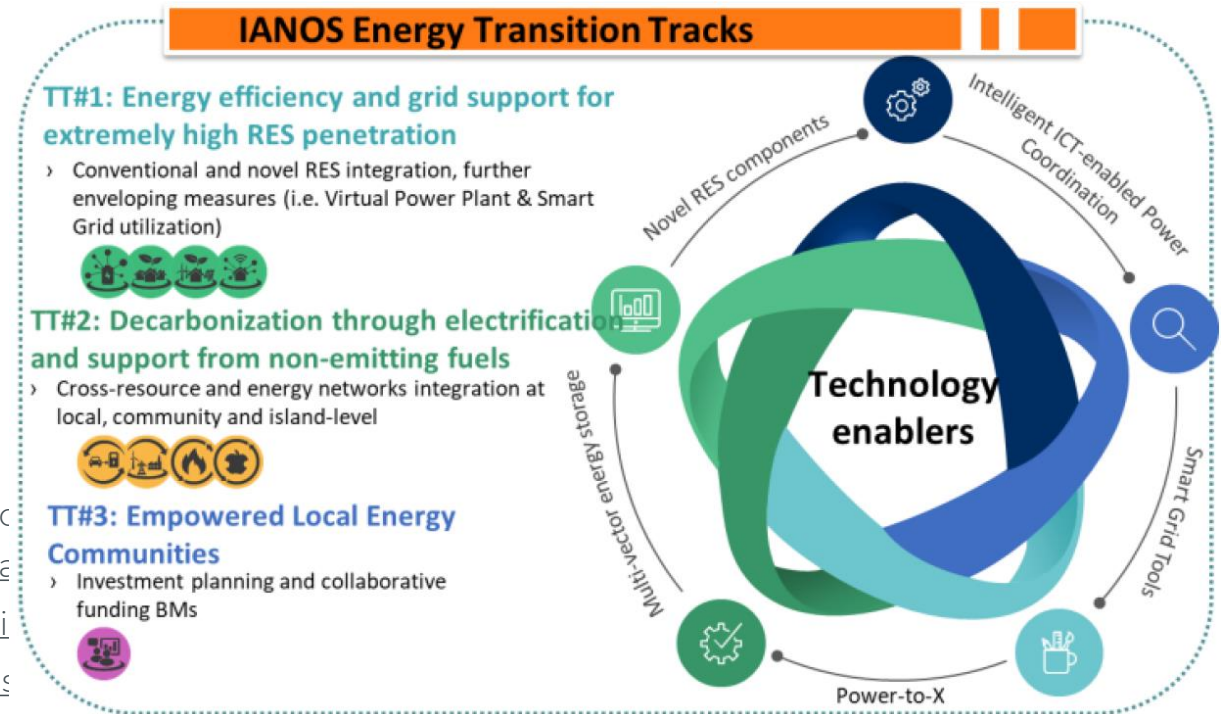 IANOS Energy Transition Tracks
TT#1: Energy efficiency and grid support for
extremely high RES penetration
› Conventional and novel RES integration, further
enveloping measures (i.e. Virtual Power Plant & Smart
Grid utilization)
TT#2: Decarbonization through electrification
and support from non-emitting fuels
› Cross-resource and energy networks integration at
local, community and island-level
TT#3: Empowered Local Energy
Communities
› Investment planning and collaborative
funding BMs
Novel RES components
Intelligent ICT-enabled Power
Coordination
Technology
enablers
Multi-vector energy storage
Smart Grid Tools
Power-to-X